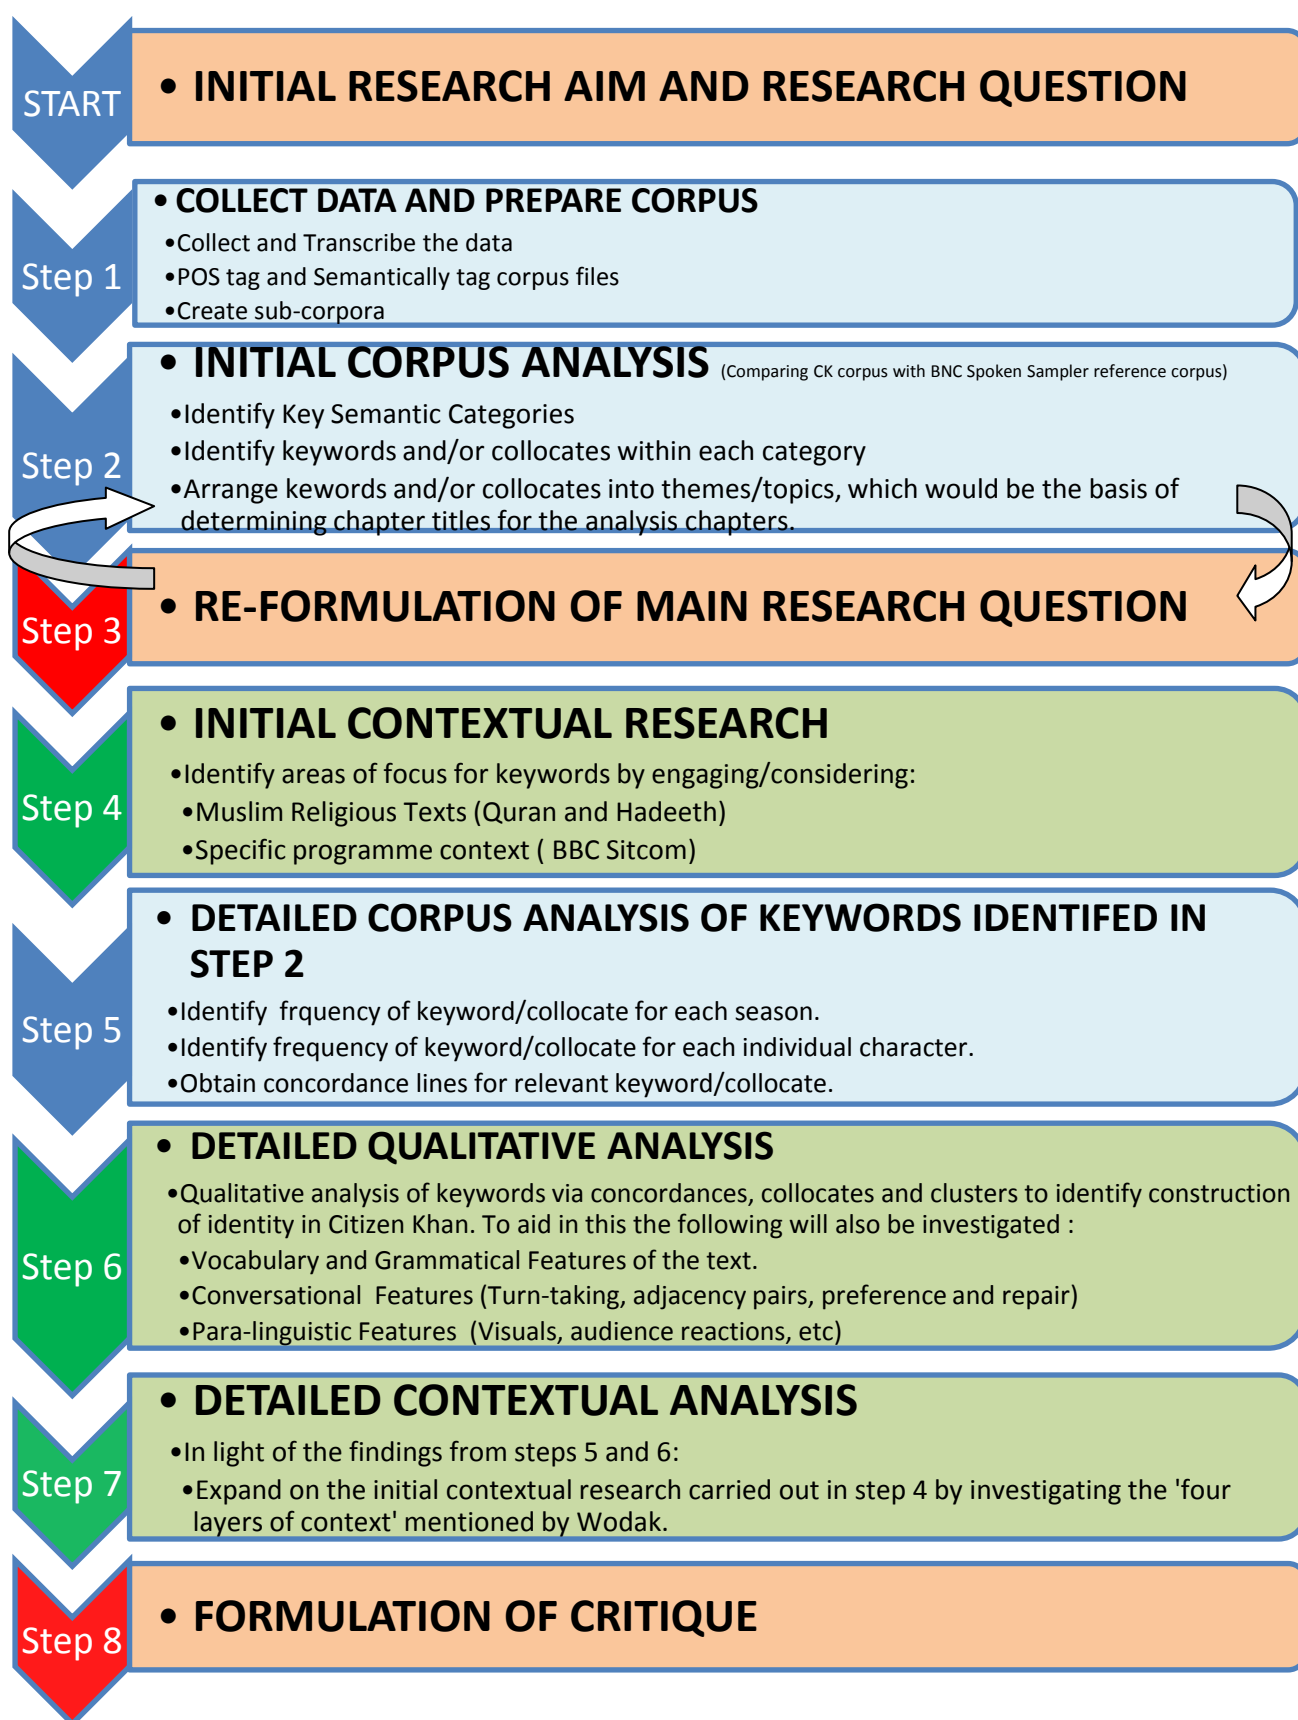 START
• INITIAL RESEARCH AIM AND RESEARCH QUESTION
Step 1
• COLLECT DATA AND PREPARE CORPUS
•Collect and Transcribe the data
•POS tag and Semantically tag corpus files
•Create sub-corpora
Step 2
• INITIAL CORPUS ANALYSIS (Comparing CK corpus with BNC Spoken Sampler reference corpus)
•Identify Key Semantic Categories
•Identify keywords and/or collocates within each category
•Arrange kewords and/or collocates into themes/topics, which would be the basis of
determining chapter titles for the analysis chapters.
Step 3
• RE-FORMULATION OF MAIN RESEARCH QUESTION
Step 4
• INITIAL CONTEXTUAL RESEARCH
•Identify areas of focus for keywords by engaging/considering:
•Muslim Religious Texts (Quran and Hadeeth)
•Specific programme context ( BBC Sitcom)
Step 5
• DETAILED CORPUS ANALYSIS OF KEYWORDS IDENTIFED IN
STEP 2
•Identify frquency of keyword/collocate for each season.
•Identify frequency of keyword/collocate for each individual character.
•Obtain concordance lines for relevant keyword/collocate.
Step 6
• DETAILED QUALITATIVE ANALYSIS
•Qualitative analysis of keywords via concordances, collocates and clusters to identify construction
of identity in Citizen Khan. To aid in this the following will also be investigated :
•Vocabulary and Grammatical Features of the text.
•Conversational Features (Turn-taking, adjacency pairs, preference and repair)
•Para-linguistic Features (Visuals, audience reactions, etc)
Step 7
• DETAILED CONTEXTUAL ANALYSIS
•In light of the findings from steps 5 and 6:
•Expand on the initial contextual research carried out in step 4 by investigating the 'four
layers of context' mentioned by Wodak.
Step 8
• FORMULATION OF CRITIQUE